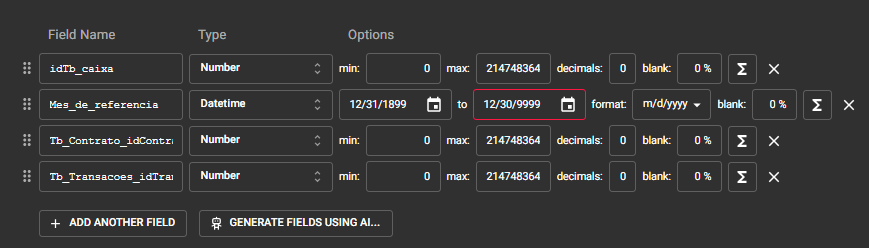 Field Name Type Options
idTb_caixa Number min: 0 max: 214748364 decimals: 0 blank: 0 % Σ
Mes_de_referencia Datetime 12/31/1899 to 12/30/9999 format: m/d/yyyy blank: 0 % Σ
Tb_Contrato_idContra Number min: 0 max: 214748364 decimals: 0 blank: 0 % Σ
Tb_Transacoes_idTra Number min: 0 max: 214748364 decimals: 0 blank: 0 % Σ
+ ADD ANOTHER FIELD GENERATE FIELDS USING AI...